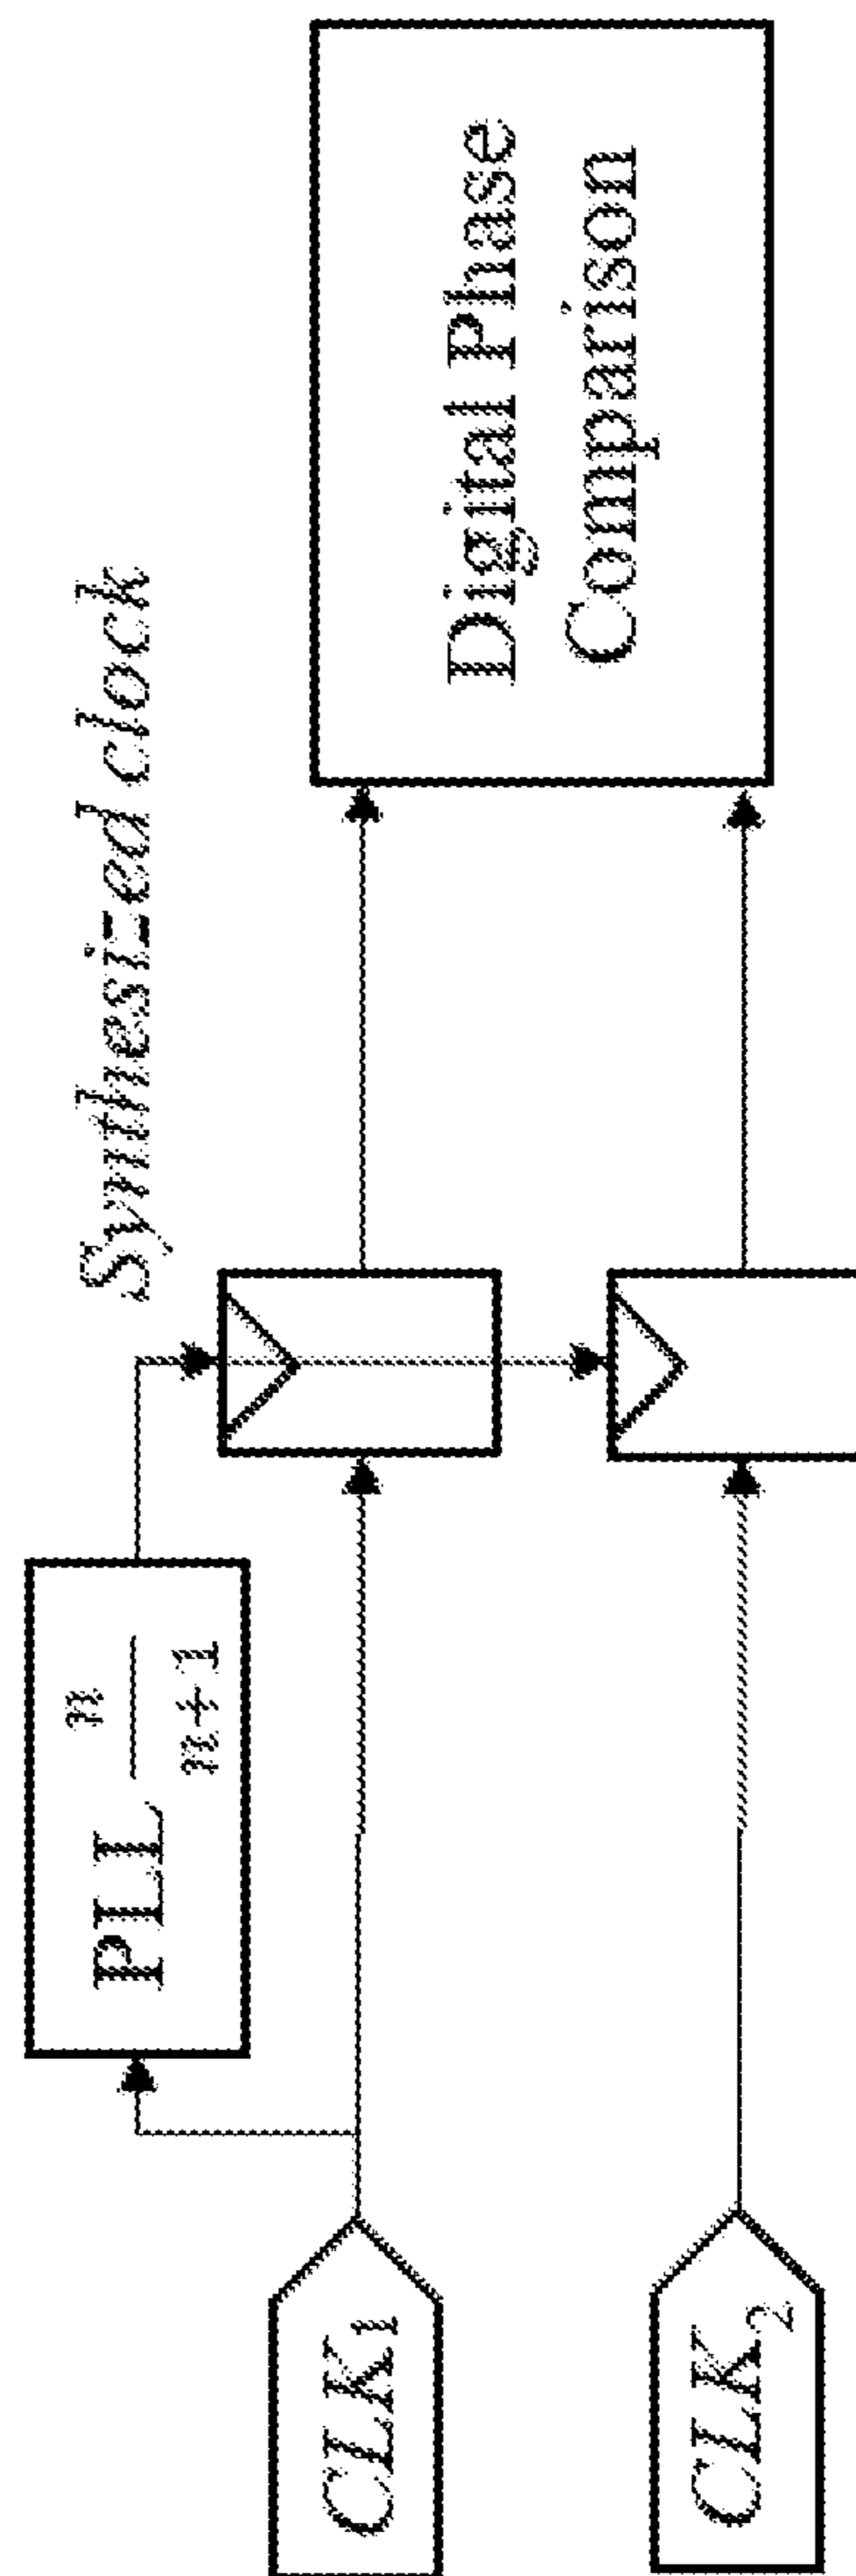 Synthesized clock
PLL n
n+1
Digital Phase
Comparison
CLK1
CLK2